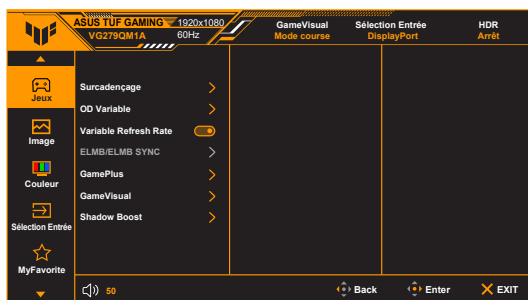 ASUS TUF GAMING 1920x1080 GameVisual Sélection Entrée HDR
VG279QM1A 60Hz Mode course DisplayPort Arrêt
Jeux
Image
Couleur
Sélection Entrée
MyFavorite
Surcadençage
OD Variable
Variable Refresh Rate
ELMB/ELMB SYNC
GamePlus
GameVisual
Shadow Boost
50 Back Enter EXIT